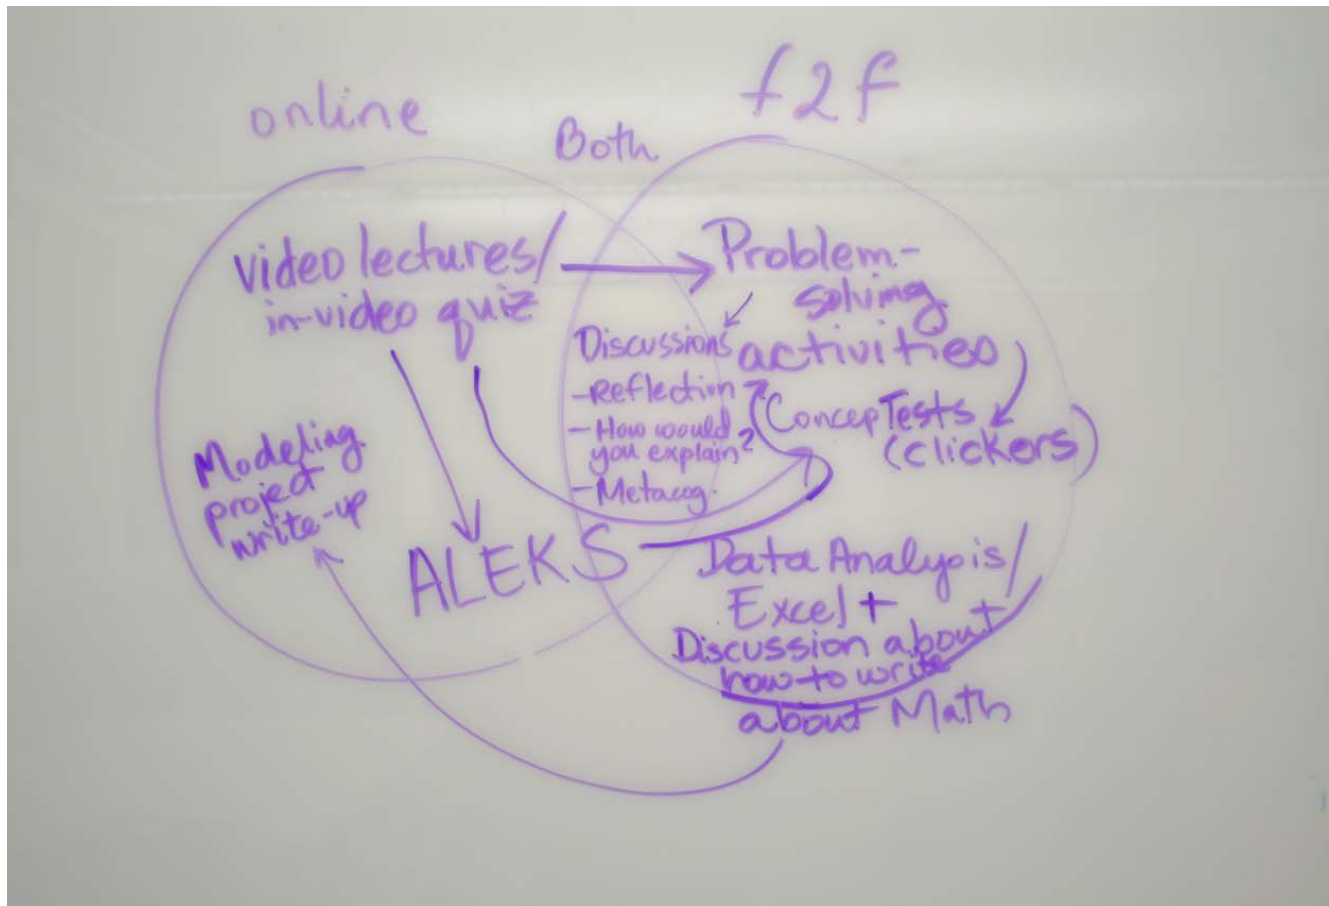 online
Both
f2f
video lectures/
in-video quiz
Problem-
solving
activities
Discussions
-Reflection
-How would
you explain?
-Metacog.
ConcepTests
(clickers)
Modeling
project
write-up
ALEKS
Data Analysis/
Excel +
Discussion about
how to write
about Math